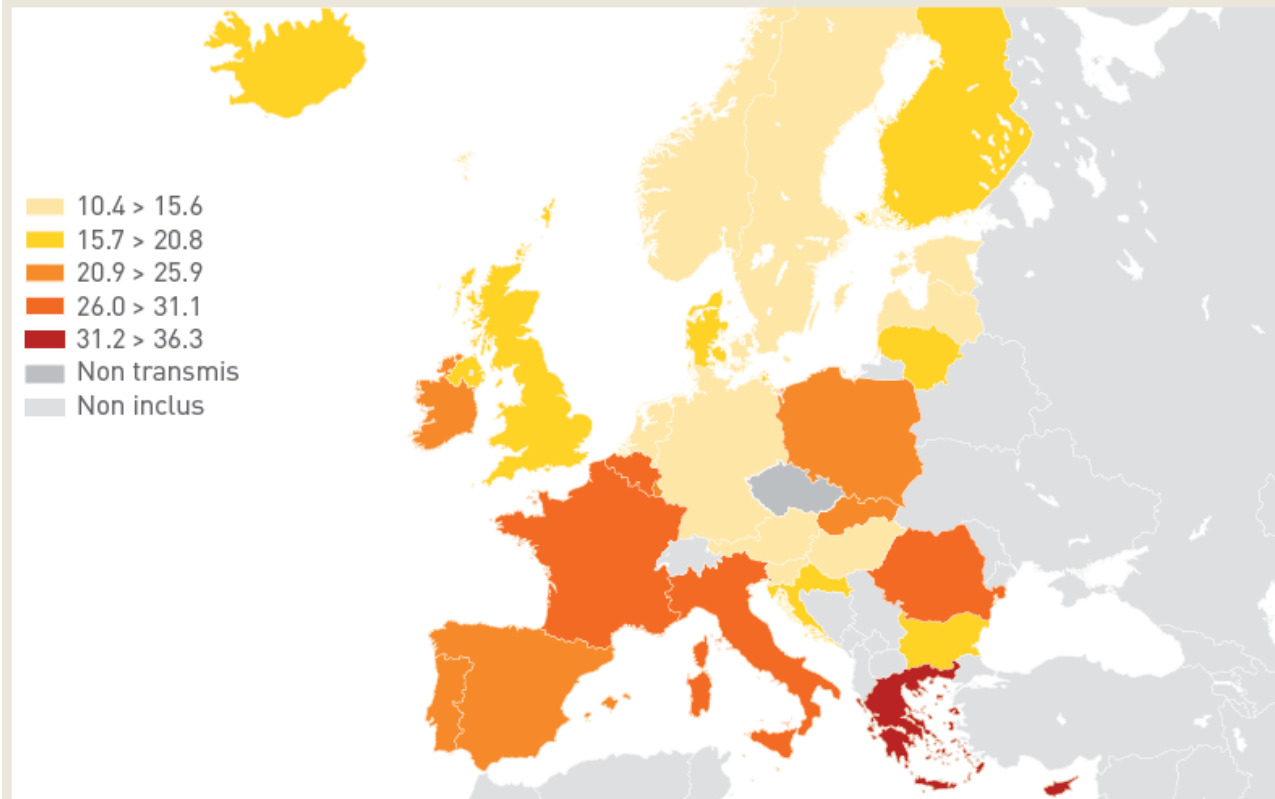 10.4 > 15.6
15.7 > 20.8
20.9 > 25.9
26.0 > 31.1
31.2 > 36.3
Non transmis
Non inclus